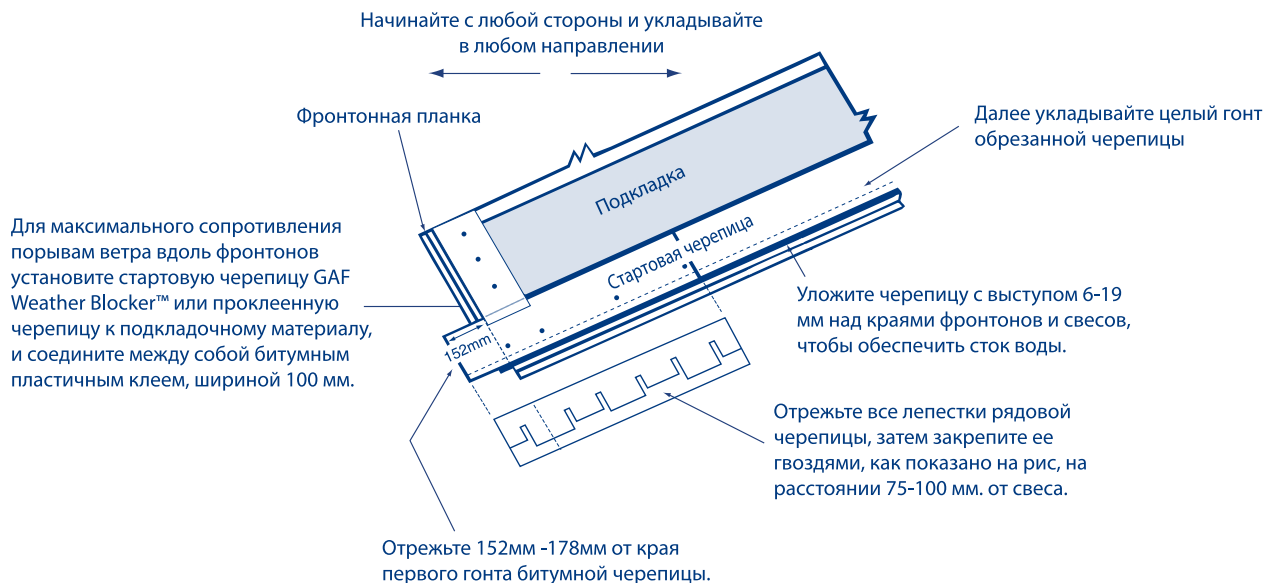 Начинайте с любой стороны и укладывайте
в любом направлении
Фронтонная планка
Далее укладывайте целый гонт
обрезанной черепицы
Подкладка
Стартовая черепица
Для максимального сопротивления
порывам ветра вдоль фронтонов
установите стартовую черепицу GAF
Weather Blocker™ или проклеенную
черепицу к подкладочному материалу,
и соедините между собой битумным
пластичным клеем, шириной 100 мм.
152mm
Уложите черепицу с выступом 6-19
мм над краями фронтонов и свесов,
чтобы обеспечить сток воды.
Отрежьте все лепестки рядовой
черепицы, затем закрепите ее
гвоздями, как показано на рис, на
расстоянии 75-100 мм. от свеса.
Отрежьте 152мм -178мм от края
первого гонта битумной черепицы.